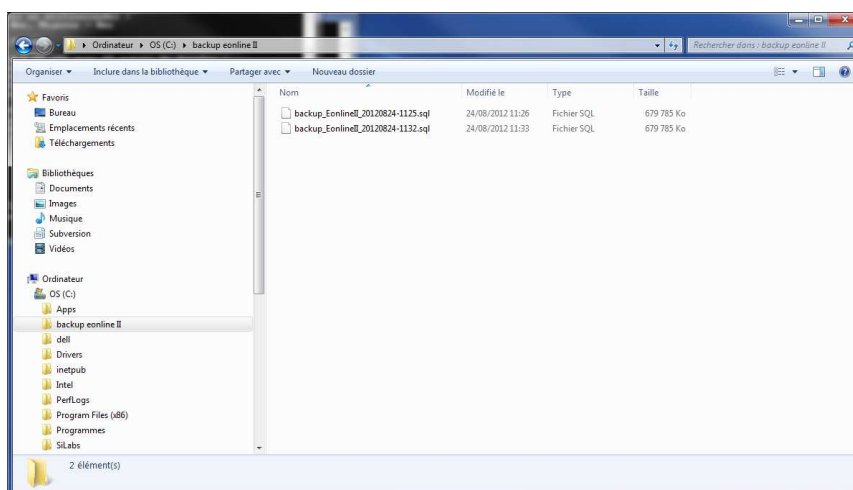 Ordinateur ▸ OS (C:) ▸ backup eonline II
Rechercher dans : backup eonline II
Organiser ▾ Inclure dans la bibliothèque ▾ Partager avec ▾ Nouveau dossier
Nom Modifié le Type Taille
backup_EonlineII_20120824-1125.sql 24/08/2012 11:26 Fichier SQL 679 785 Ko
backup_EonlineII_20120824-1132.sql 24/08/2012 11:33 Fichier SQL 679 785 Ko
Favoris
Bureau
Emplacements récents
Téléchargements
Bibliothèques
Documents
Images
Musique
Subversion
Vidéos
Ordinateur
OS (C:)
Apps
backup eonline II
dell
Drivers
inetpub
Intel
PerfLogs
Program Files (x86)
Programmes
SiLabs
2 élément(s)